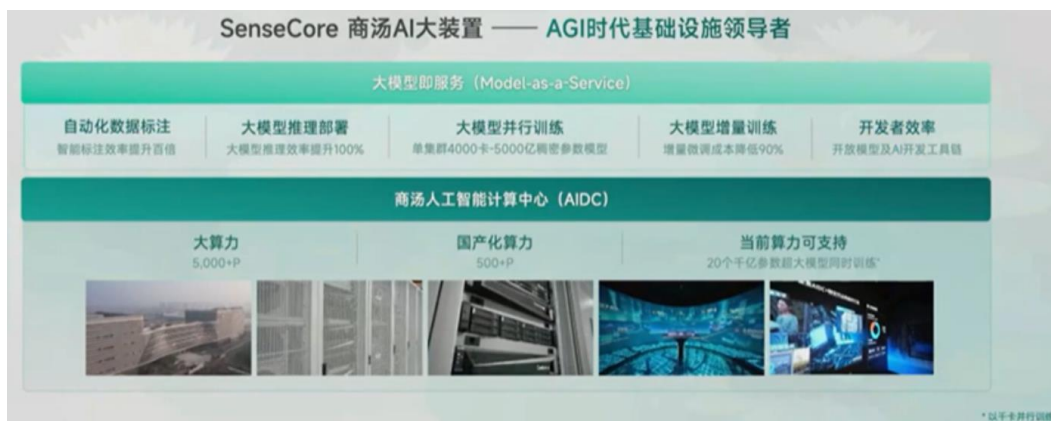 SenseCore 商汤AI大装置 —— AGI时代基础设施领导者
大模型即服务（Model-as-a-Service）
自动化数据标注
智能标注效率提升百倍
大模型推理部署
大模型推理效率提升100%
大模型并行训练
单集群4000卡-5000亿稠密参数模型
大模型增量训练
增量微调成本降低90%
开发者效率
开放模型及AI开发工具链
商汤人工智能计算中心（AIDC）
大算力
5,000+P
国产化算力
500+P
当前算力可支持
20个千亿参数超大模型同时训练*
* 以千卡并行训练